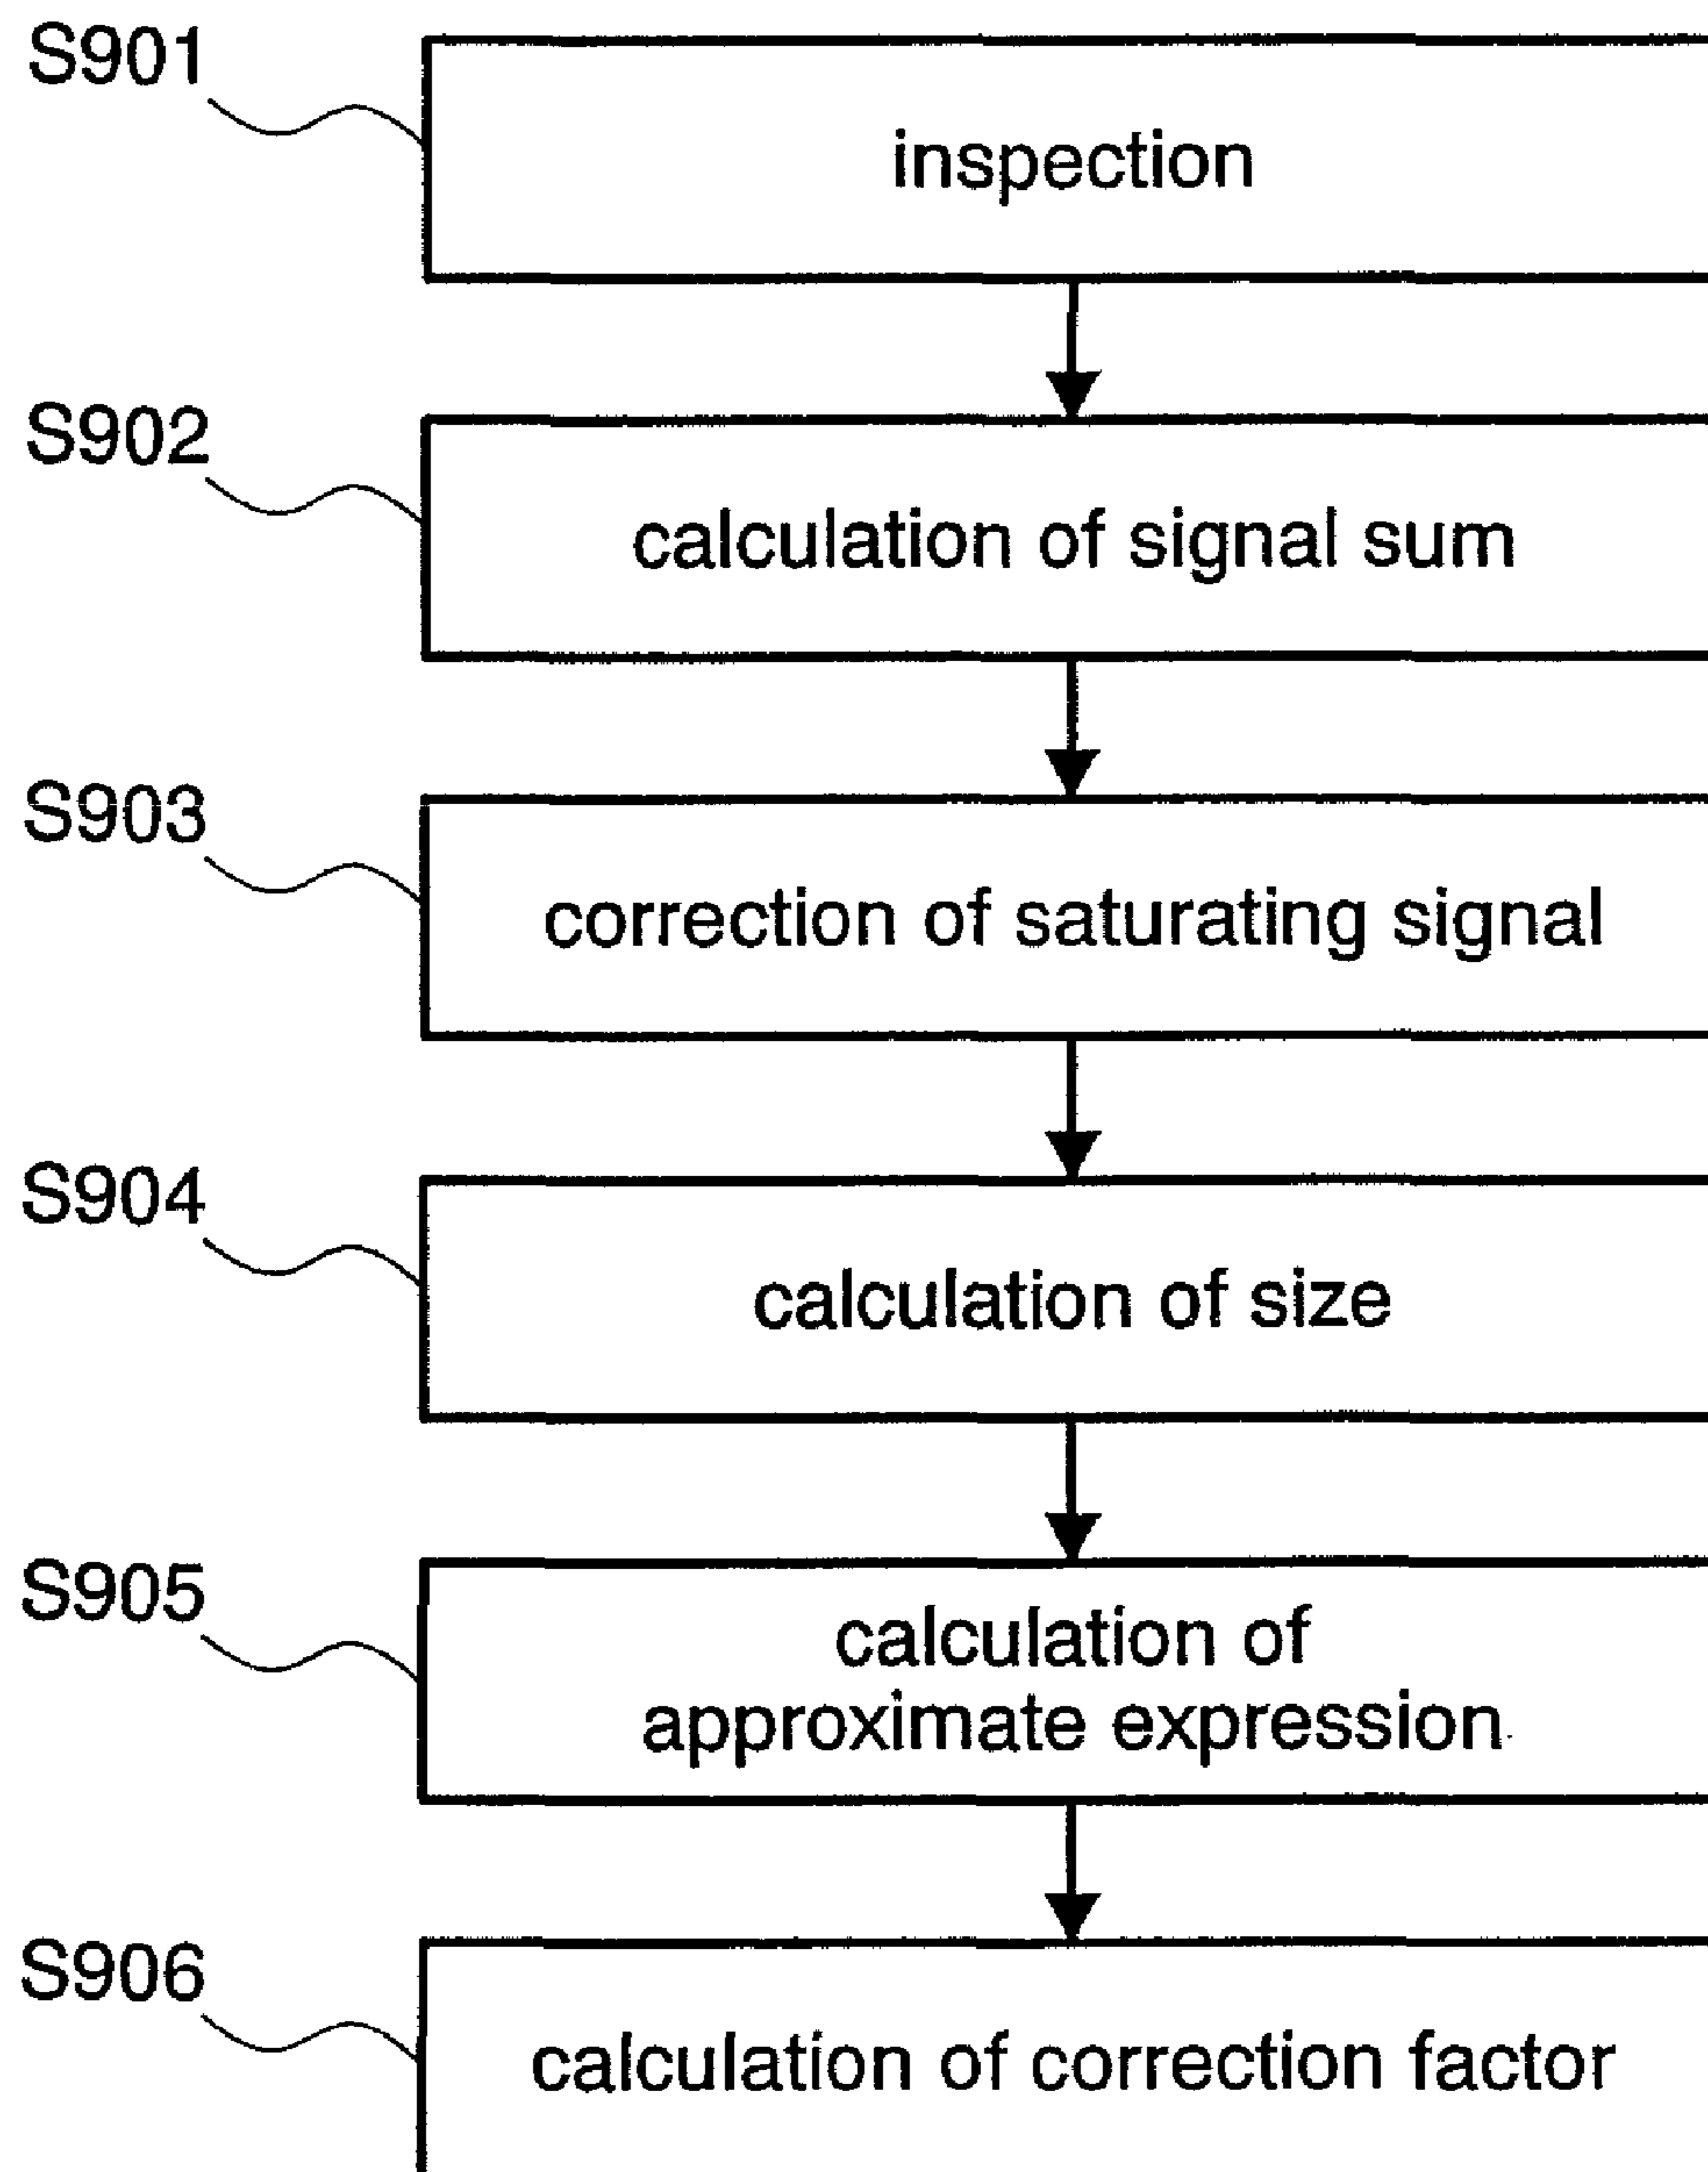 S901
inspection
S902
calculation of signal sum
S903
correction of saturating signal
S904
calculation of size
S905
calculation of
approximate expression
S906
calculation of correction factor